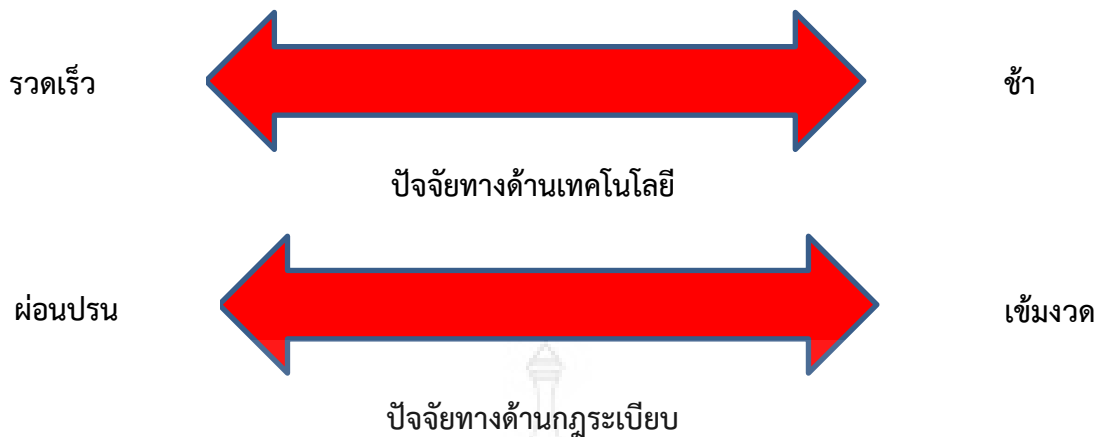 รวดเร็ว ช้า
ปัจจัยทางด้านเทคโนโลยี
ผ่อนปรน เข้มงวด
ปัจจัยทางด้านกฎระเบียบ